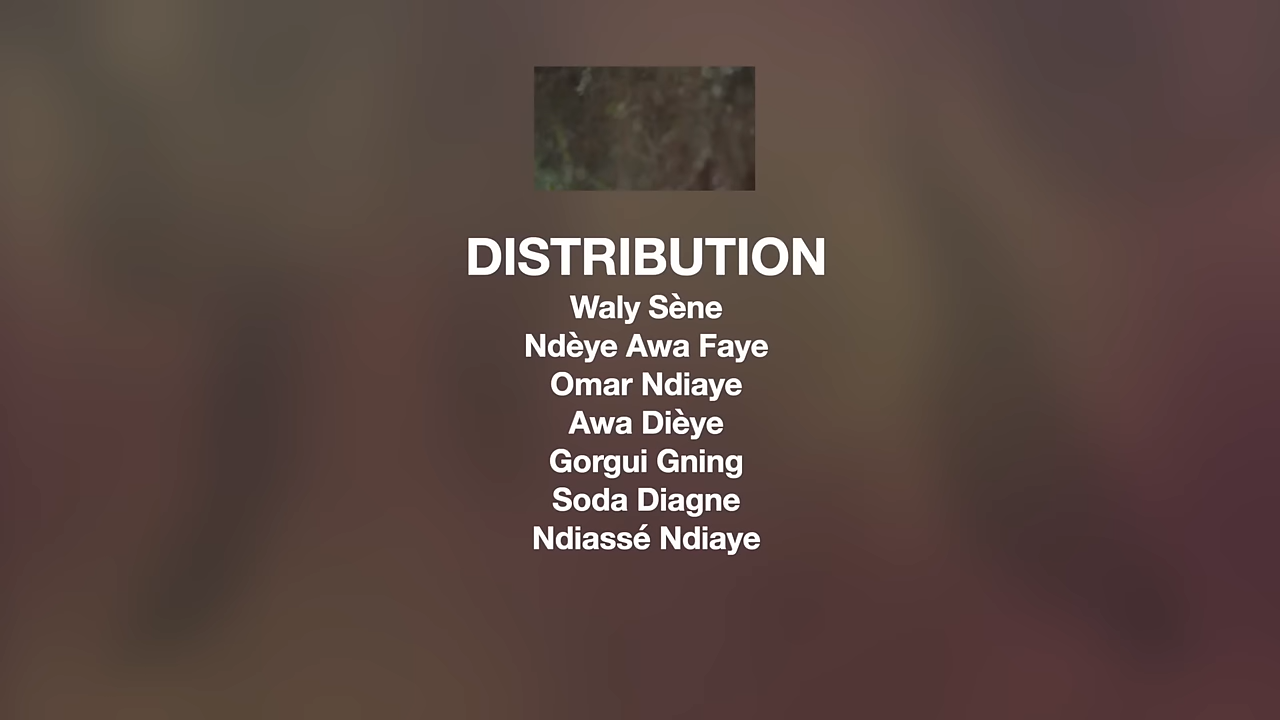 DISTRIBUTION
Waly Sène
Ndèye Awa Faye
Omar Ndiaye
Awa Dièye
Gorgui Gning
Soda Diagne
Ndiassé Ndiaye